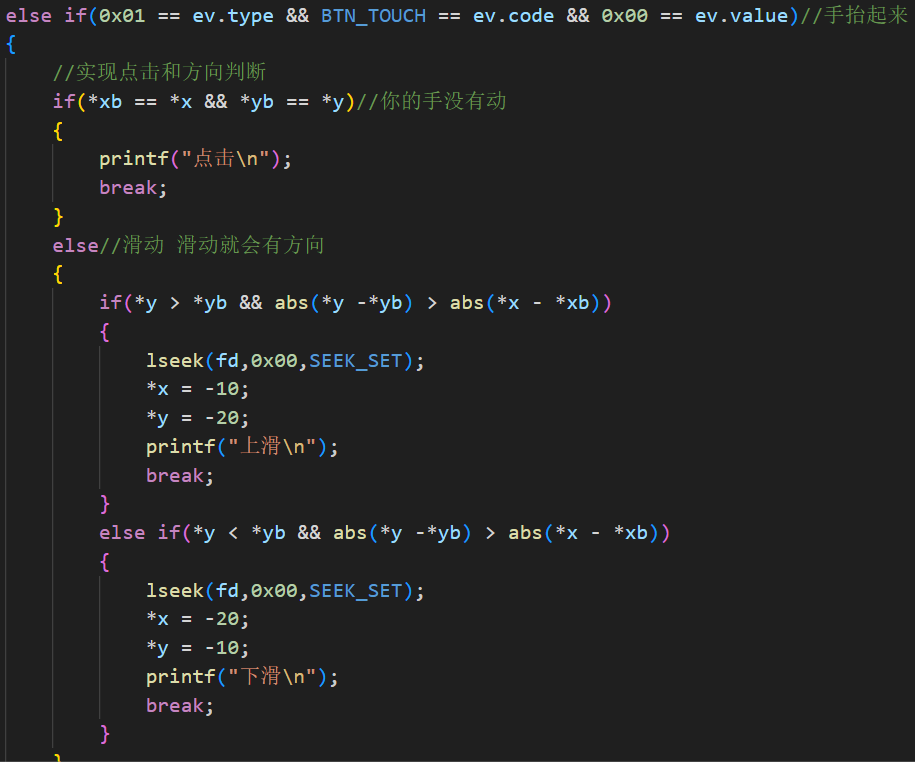 else if(0x01 == ev.type && BTN_TOUCH == ev.code && 0x00 == ev.value)//手抬起来
{
    //实现点击和方向判断
    if(*xb == *x && *yb == *y)//你的手没有动
    {
        printf("点击\n");
        break;
    }
    else//滑动 滑动就会有方向
    {
        if(*y > *yb && abs(*y -*yb) > abs(*x - *xb))
        {
            lseek(fd,0x00,SEEK_SET);
            *x = -10;
            *y = -20;
            printf("上滑\n");
            break;
        }
        else if(*y < *yb && abs(*y -*yb) > abs(*x - *xb))
        {
            lseek(fd,0x00,SEEK_SET);
            *x = -20;
            *y = -10;
            printf("下滑\n");
            break;
        }
    }